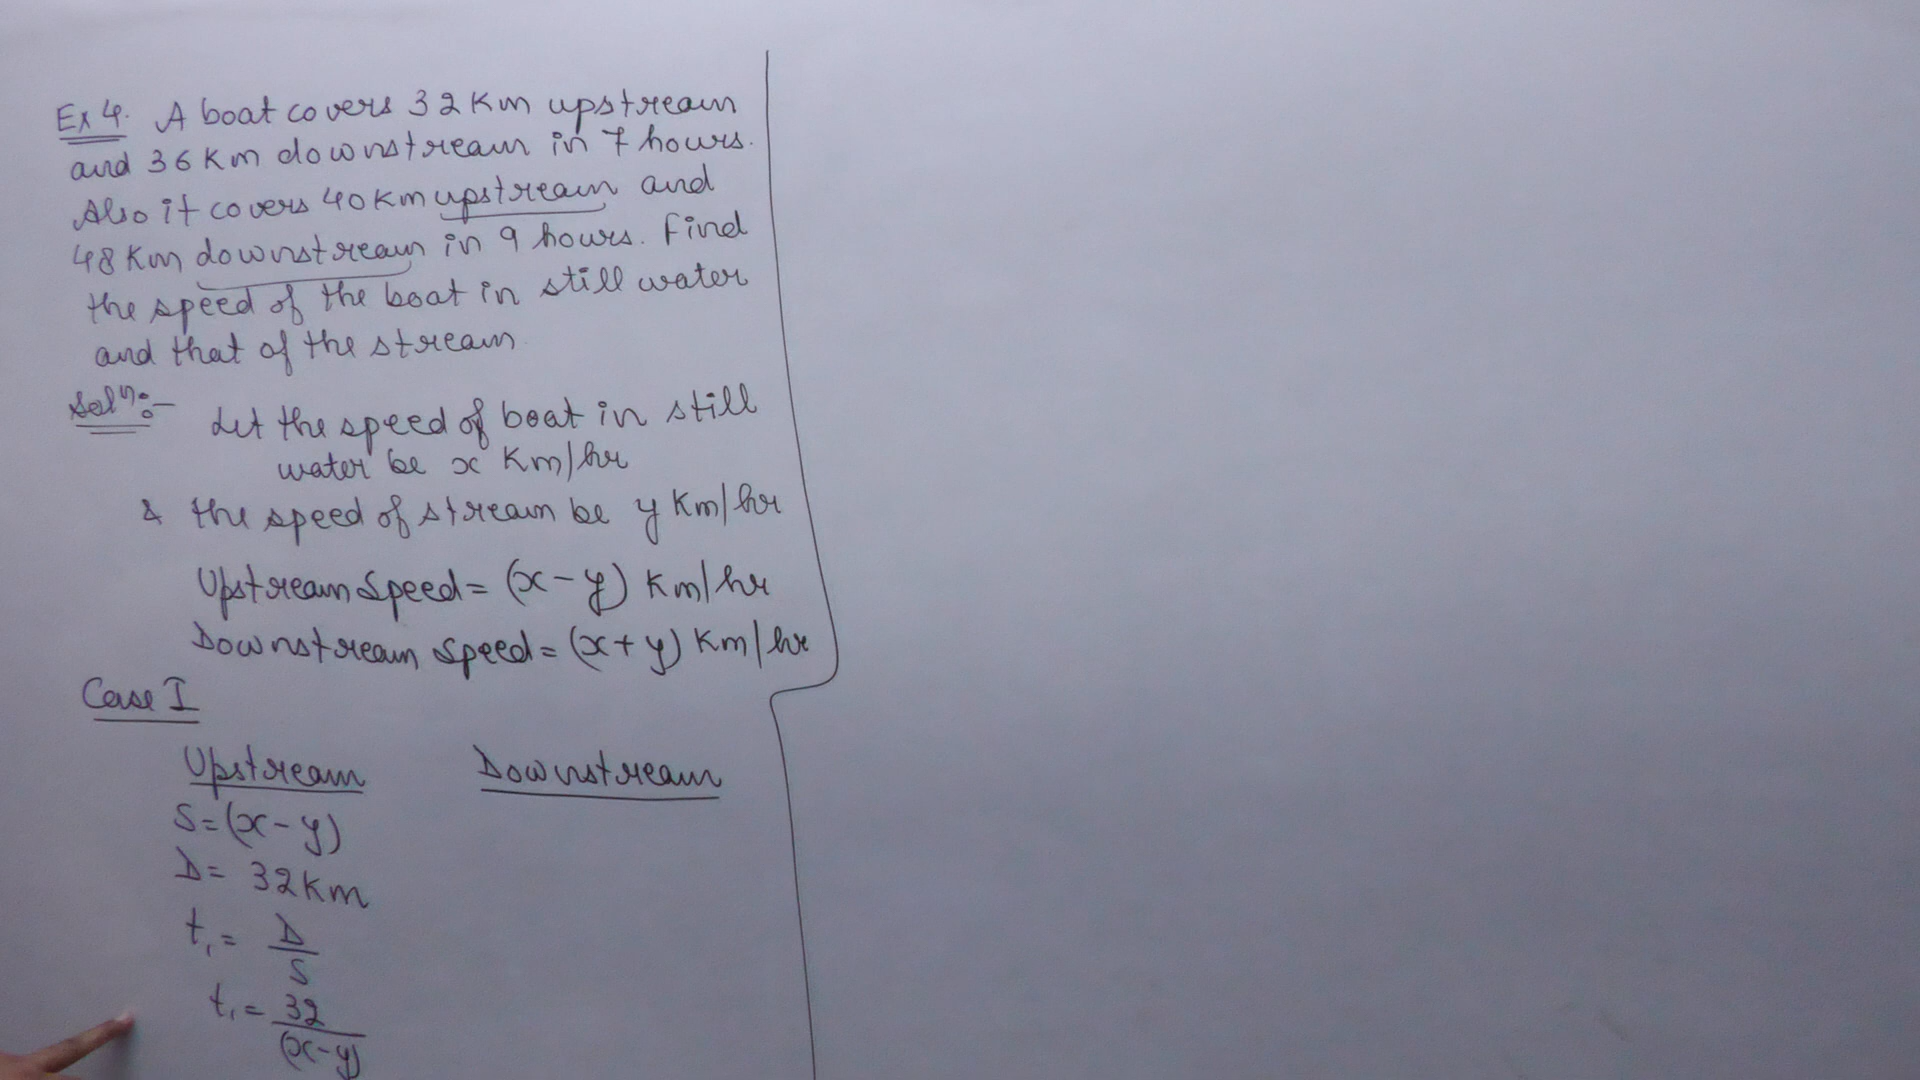 Ex 4. A boat covers 32 Km upstream
and 36 Km downstream in 7 hours.
Also it covers 40 Km upstream and
48 Km downstream in 9 hours. Find
the speed of the boat in still water
and that of the stream
Solⁿ:-
Let the speed of boat in still
water be x Km/hr
& the speed of stream be y Km/hr
Upstream Speed = (x-y) Km/hr
Downstream Speed = (x+y) Km/hr
Case I
Upstream Downstream
S = (x-y)
D = 32 Km
t₁ = D/S
t₁ = 32/(x-y)